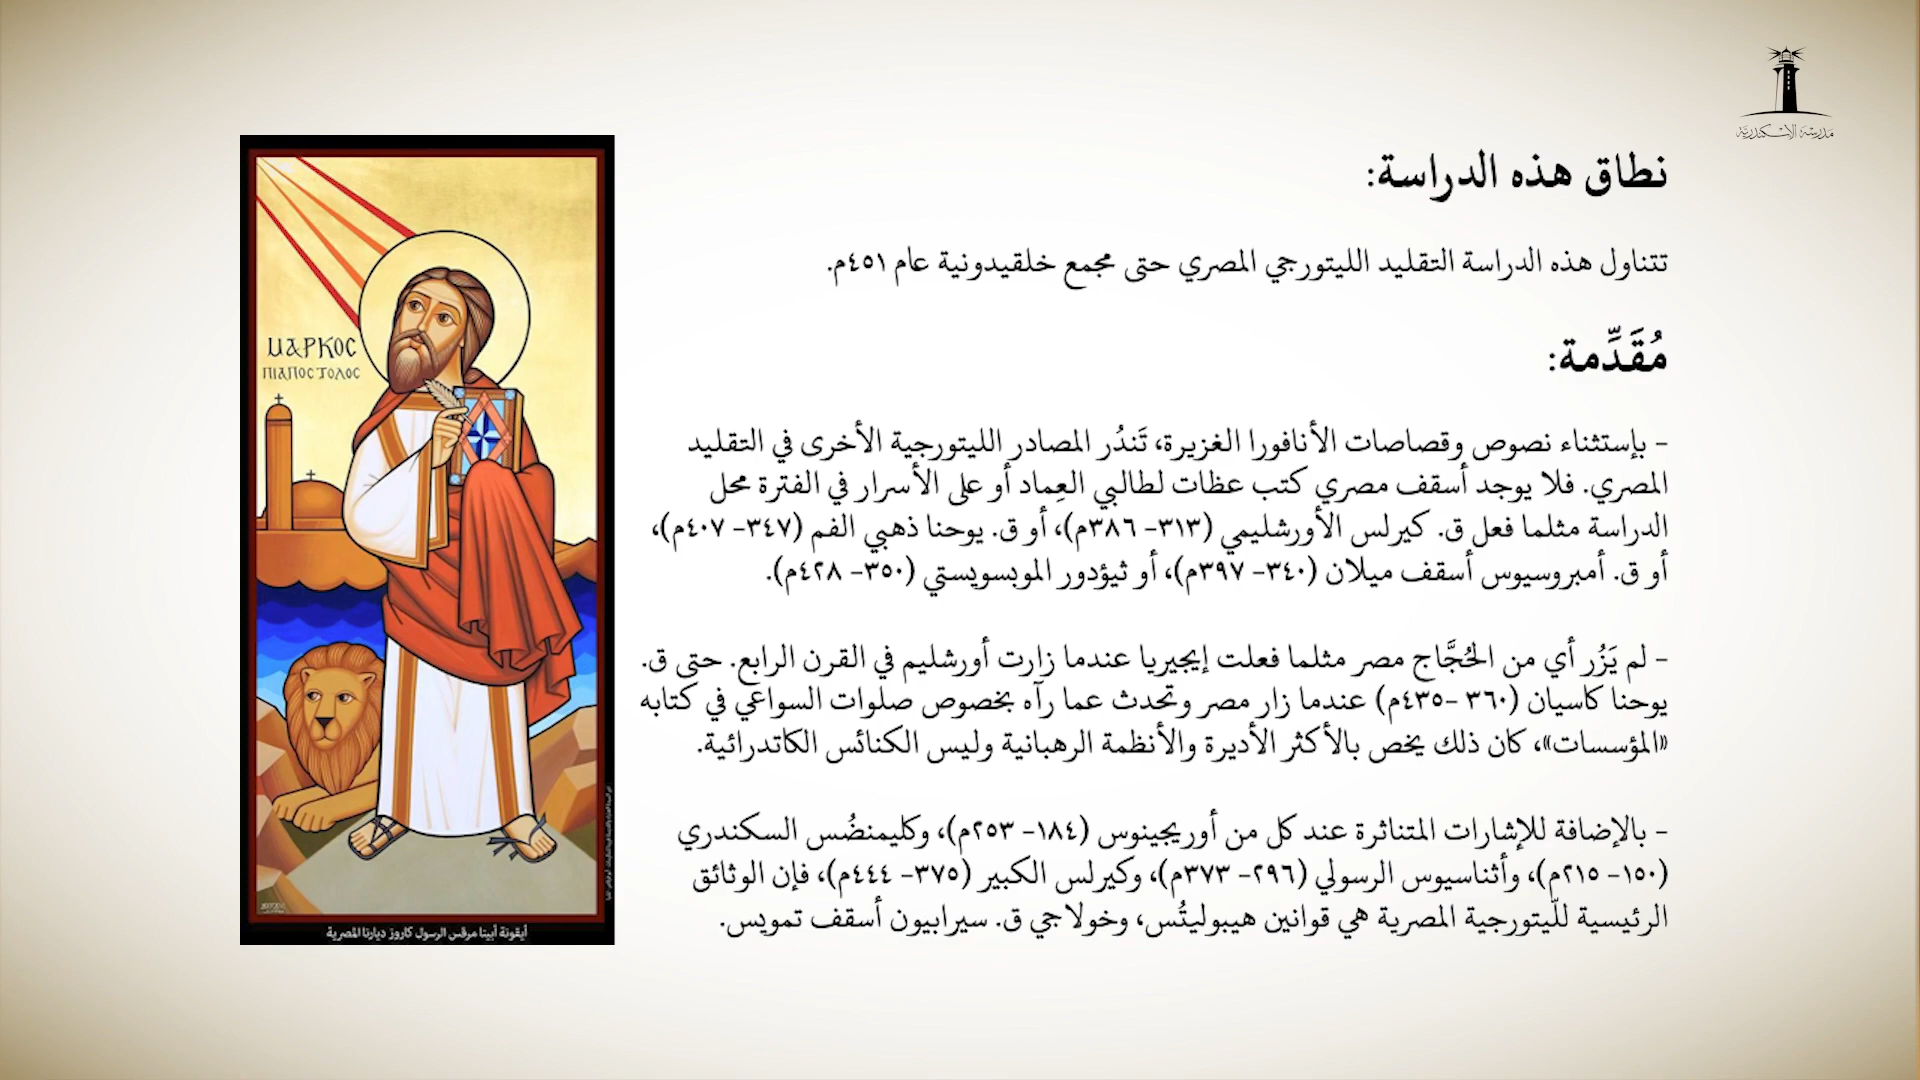 مدرسة الإسكندرية
نطاق هذه الدراسة:
تتناول هذه الدراسة التقليد الليتورجي المصري حتى مجمع خلقيدونية عام ٤٥١م.
مُقَدِّمة:
- بإستثناء نصوص وقصاصات الأنافورا الغزيرة، تَندُر المصادر الليتورجية الأخرى في التقليد
المصري. فلا يوجد أسقف مصري كتب عظات لطالبي العِماد أو على الأسرار في الفترة محل
الدراسة مثلما فعل ق. كيرلس الأورشليمي (٣١٣- ٣٨٦م)، أو ق. يوحنا ذهبي الفم (٣٤٧- ٤٠٧م)،
أو ق. أمبروسيوس أسقف ميلان (٣٤٠- ٣٩٧م)، أو ثيؤدور الموبسويستي (٣٥٠- ٤٢٨م).
- لم يَزُر أي من الحُجَّاج مصر مثلما فعلت إيجيريا عندما زارت أورشليم في القرن الرابع. حتى ق.
يوحنا كاسيان (٣٦٠ -٤٣٥م) عندما زار مصر وتحدث عما رآه بخصوص صلوات السواعي في كتابه
«المؤسسات»، كان ذلك يخص بالأكثر الأديرة والأنظمة الرهبانية وليس الكنائس الكاتدرائية.
- بالإضافة للإشارات المتناثرة عند كل من أوريجينوس (١٨٤- ٢٥٣م)، وكليمنضُس السكندري
(١٥٠- ٢١٥م)، وأثناسيوس الرسولي (٢٩٦- ٣٧٣م)، وكيرلس الكبير (٣٧٥- ٤٤٤م)، فإن الوثائق
الرئيسية للّيتورجية المصرية هي قوانين هيبوليتُس، وخولاجي ق. سيرابيون أسقف تمويس.
ⲙⲁⲣⲕⲟⲥ
ⲡⲓⲁⲡⲟⲥⲧⲟⲗⲟⲥ
أيقونة أبينا مرقس الرسول كاروز ديارنا المصرية